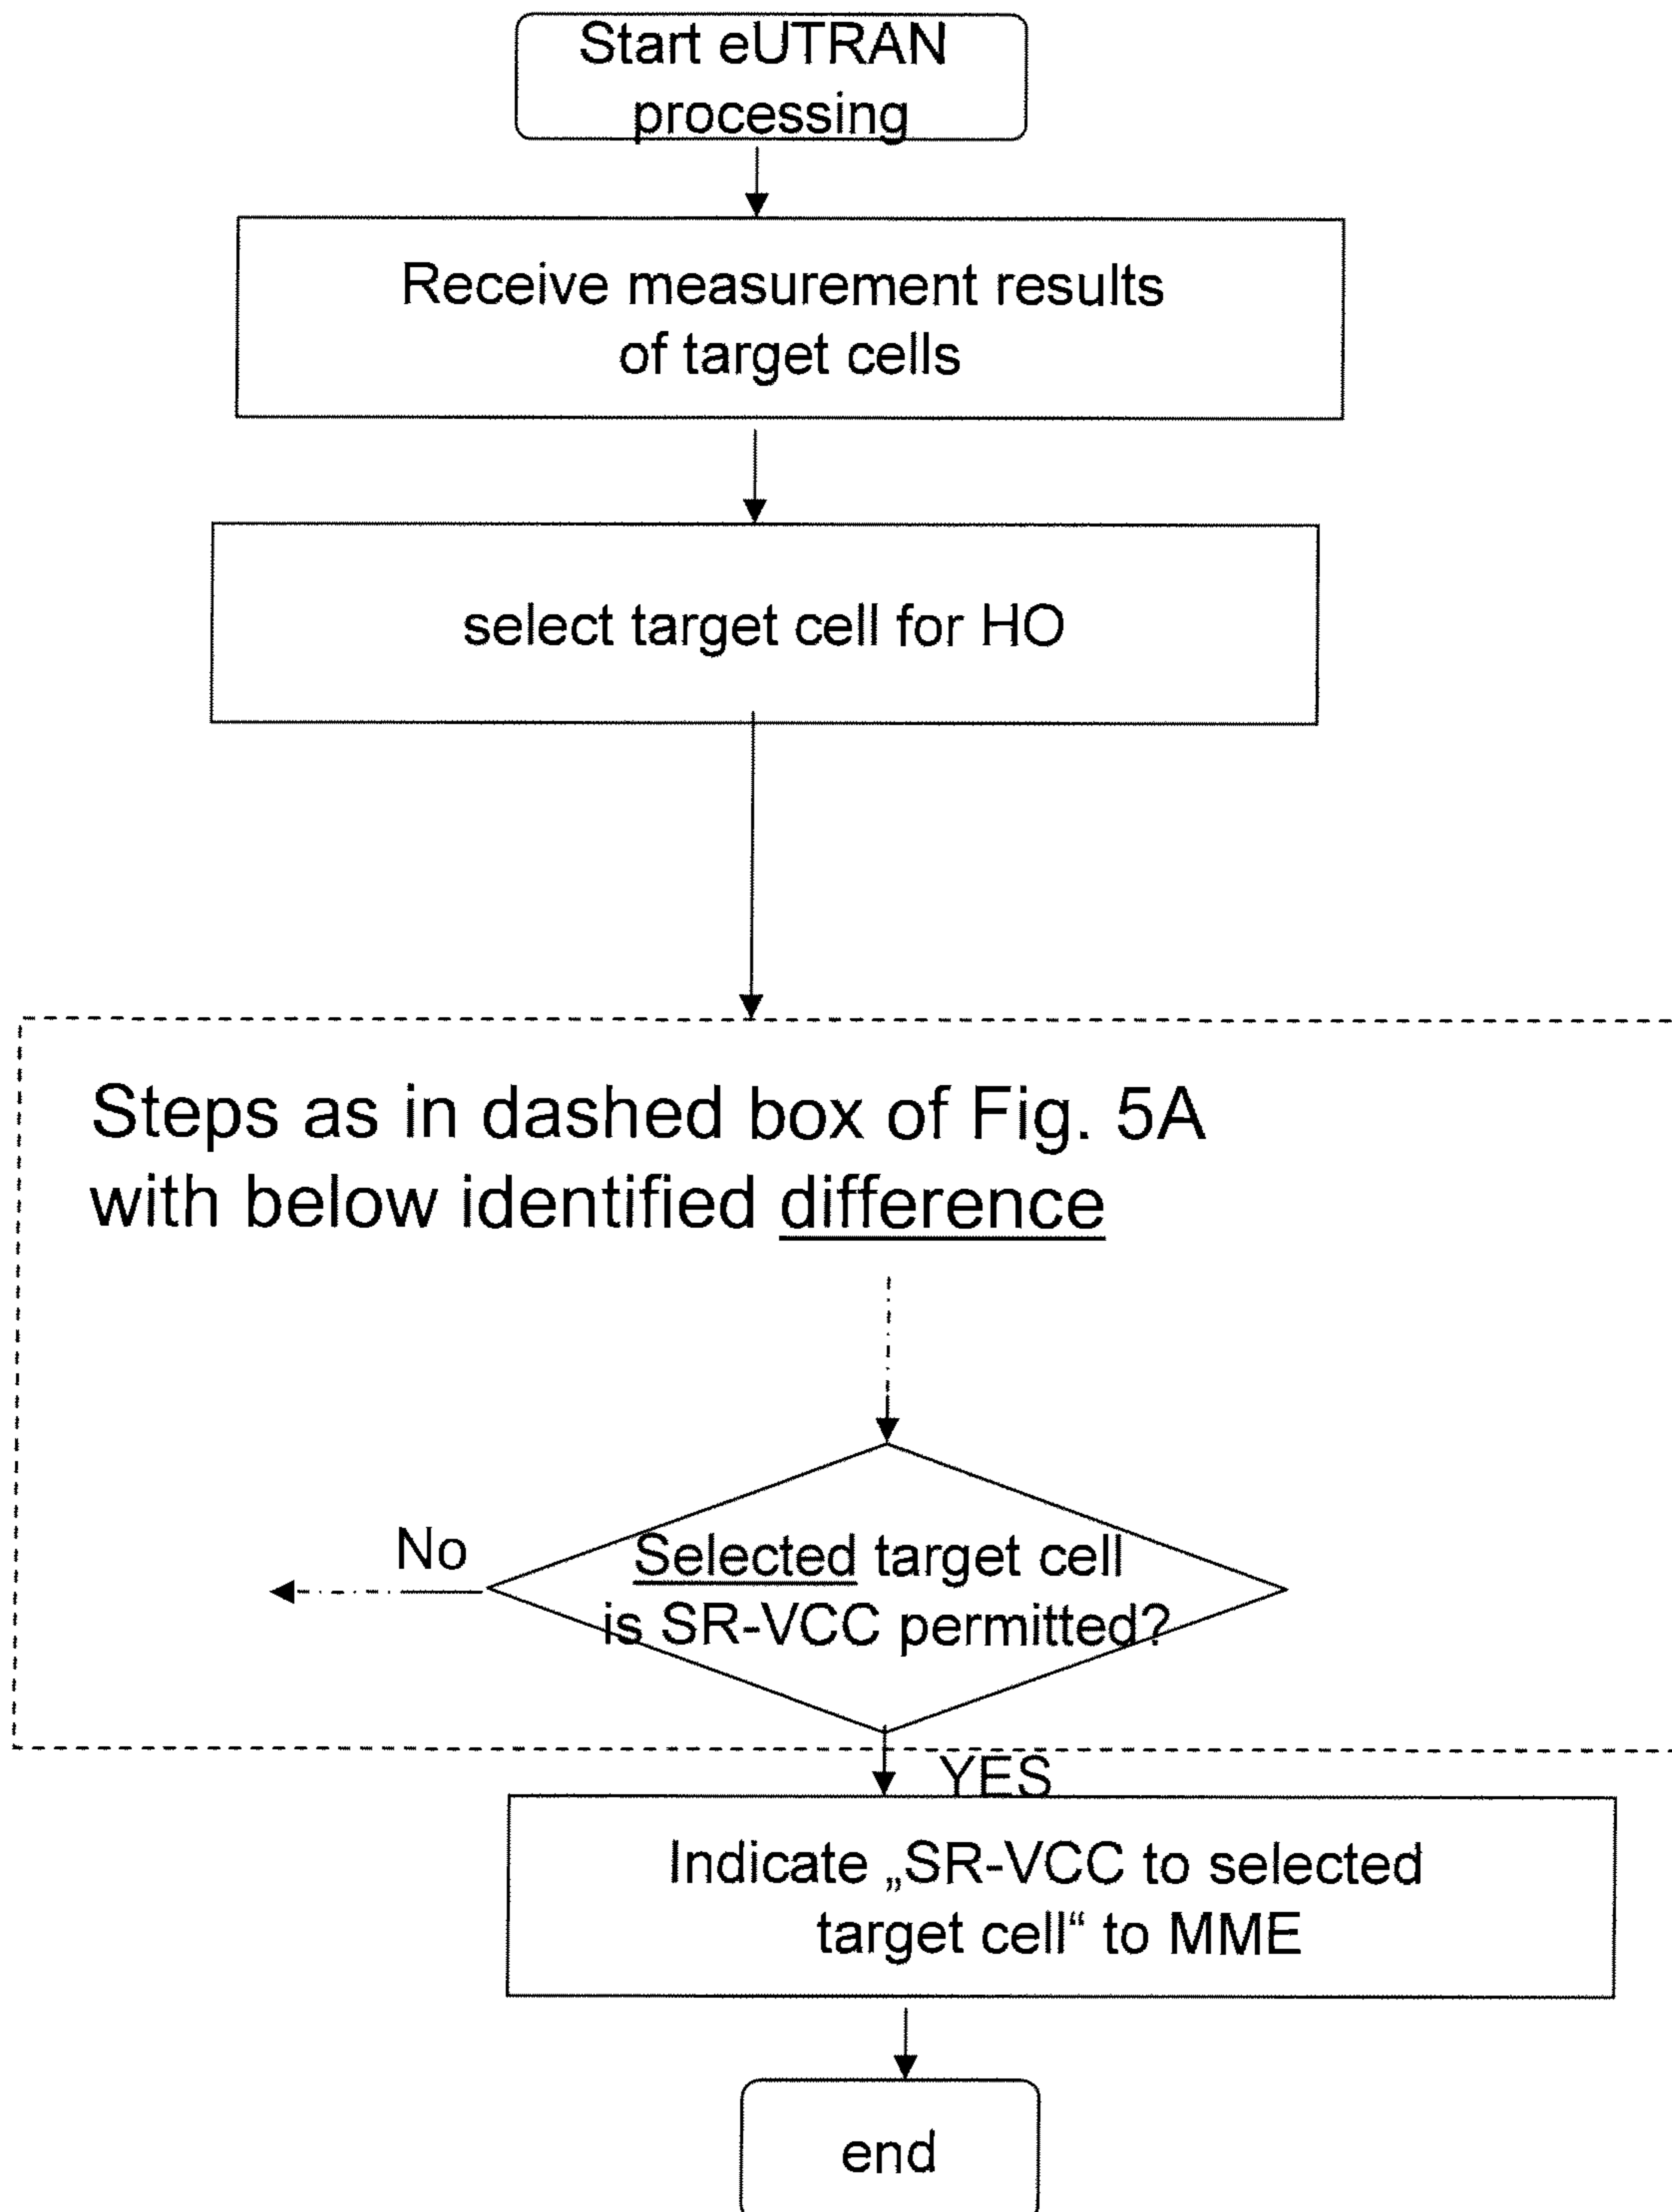 Start eUTRAN
processing
Receive measurement results
of target cells
select target cell for HO
Steps as in dashed box of Fig. 5A
with below identified difference
No
Selected target cell
is SR-VCC permitted?
YES
Indicate „SR-VCC to selected
target cell“ to MME
end